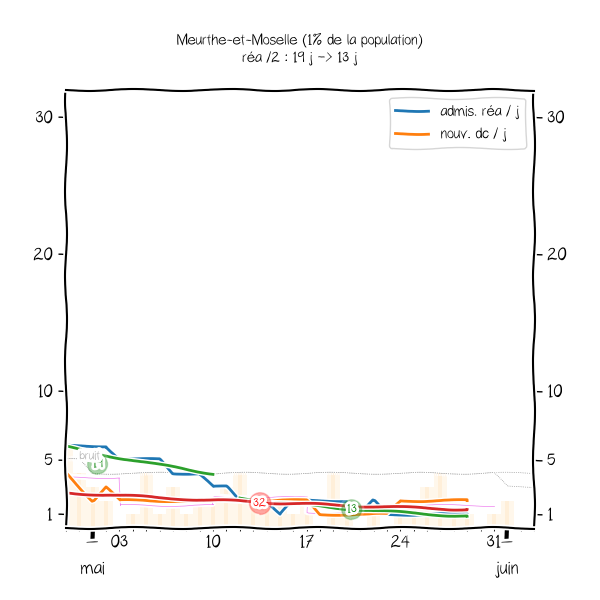 Meurthe-et-Moselle (1% de la population)
réa /2 : 19 j -> 13 j
admis. réa / j
nouv. dc / j
30
30
20
20
10
10
5
5
1
1
bruit
32
13
03
10
17
24
31
mai
juin